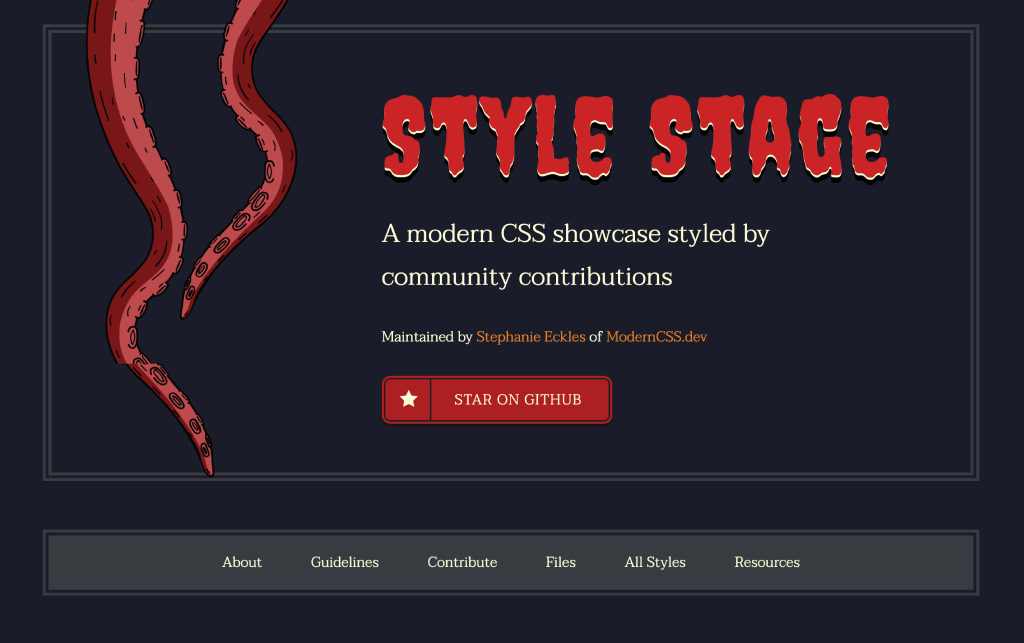 STYLE STAGE
A modern CSS showcase styled by
community contributions
Maintained by Stephanie Eckles of ModernCSS.dev
STAR ON GITHUB
About Guidelines Contribute Files All Styles Resources